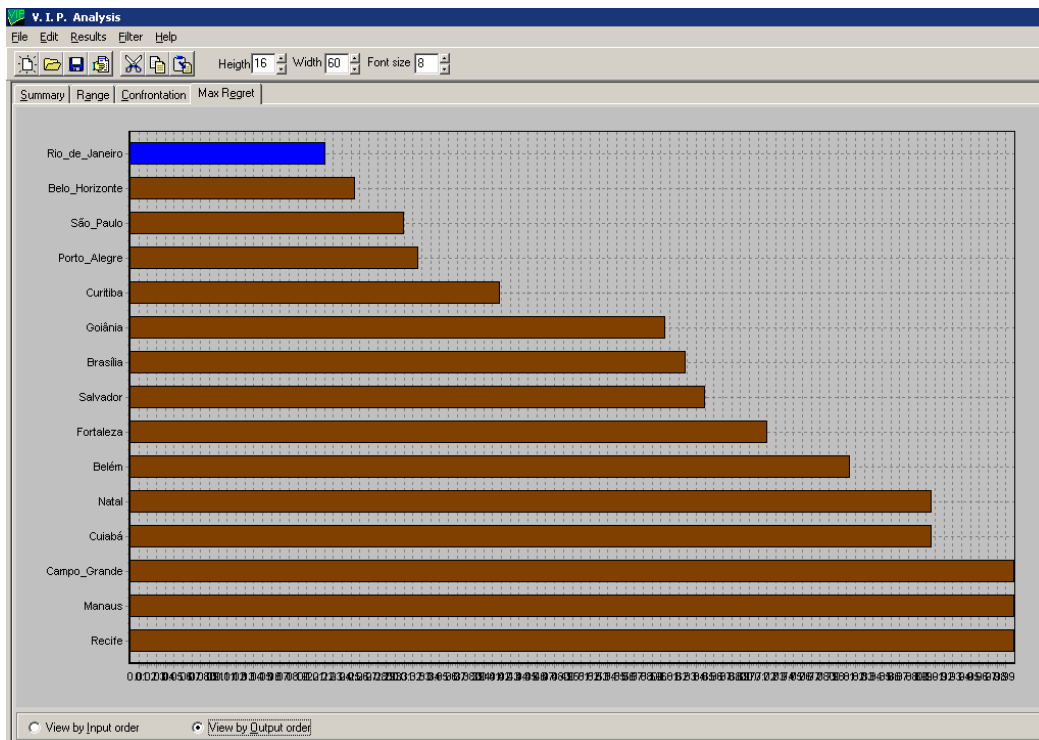 V. I. P. Analysis
File Edit Results Filter Help
Heigth 16 Width 60 Font size 8
Summary Range Confrontation Max Regret
Rio_de_Janeiro
Belo_Horizonte
São_Paulo
Porto_Alegre
Curitiba
Goiânia
Brasília
Salvador
Fortaleza
Belém
Natal
Cuiabá
Campo_Grande
Manaus
Recife
View by Input order View by Output order